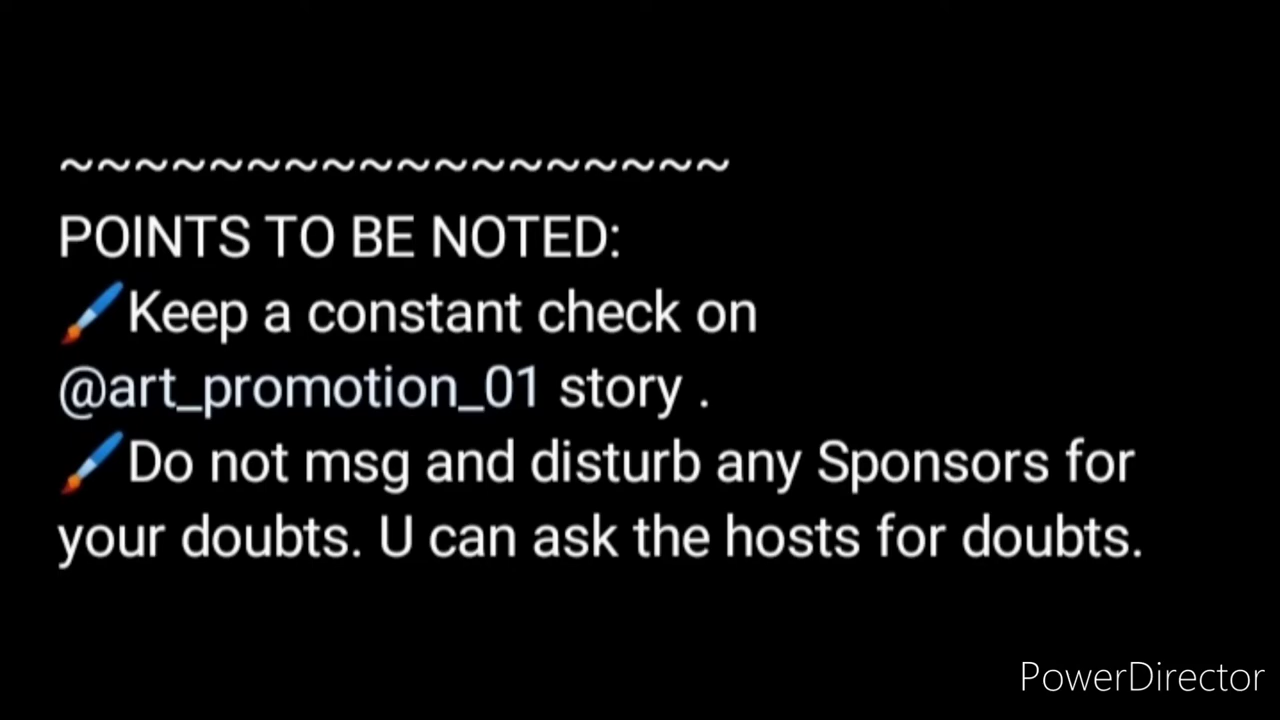 ~~~~~~~~~~~~~~~~~~
POINTS TO BE NOTED:
🖌️Keep a constant check on
@art_promotion_01 story .
🖌️Do not msg and disturb any Sponsors for
your doubts. U can ask the hosts for doubts.
PowerDirector